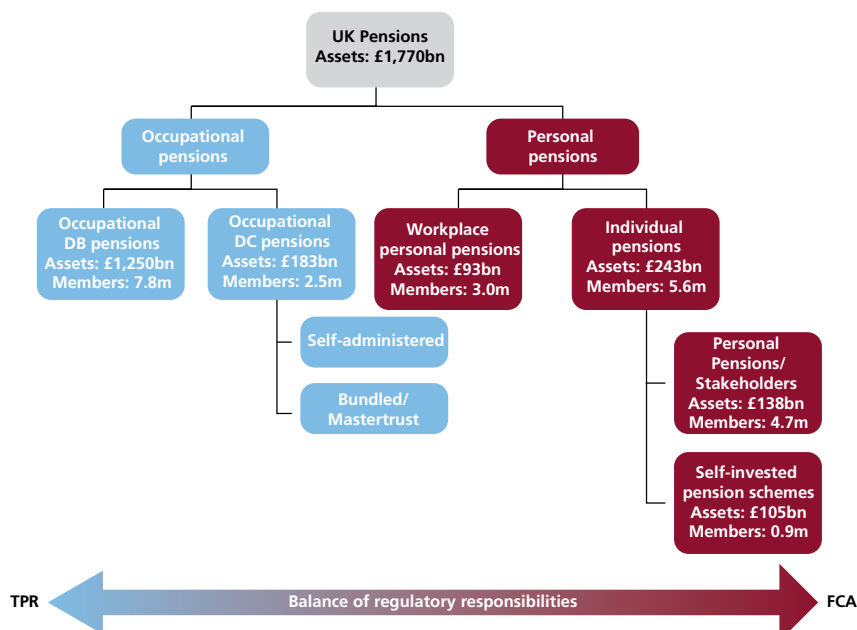 UK Pensions
Assets: £1,770bn
Occupational
pensions
Personal
pensions
Occupational
DB pensions
Assets: £1,250bn
Members: 7.8m
Occupational
DC pensions
Assets: £183bn
Members: 2.5m
Workplace
personal pensions
Assets: £93bn
Members: 3.0m
Individual
pensions
Assets: £243bn
Members: 5.6m
Self-administered
Bundled/
Mastertrust
Personal
Pensions/
Stakeholders
Assets: £138bn
Members: 4.7m
Self-invested
pension schemes
Assets: £105bn
Members: 0.9m
TPR
Balance of regulatory responsibilities
FCA